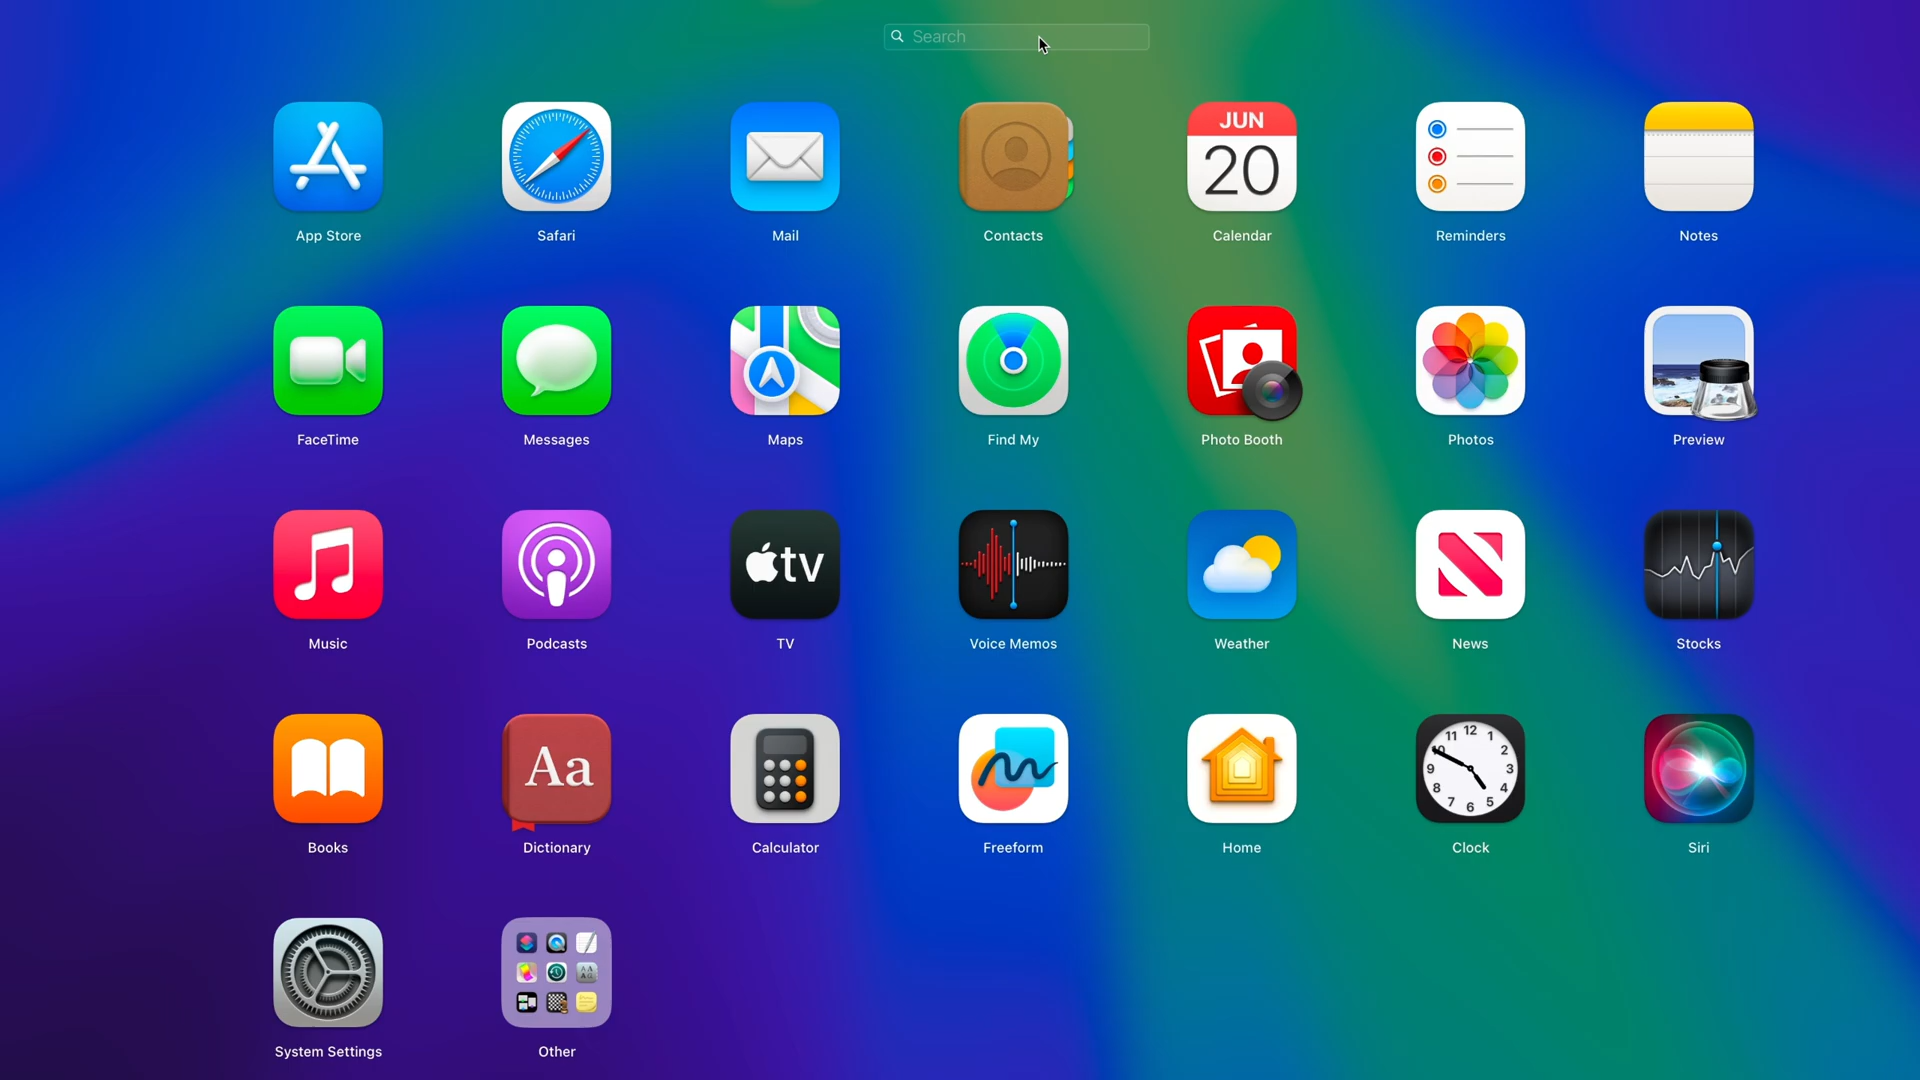 Search
JUN
20
App Store
Safari
Mail
Contacts
Calendar
Reminders
Notes
FaceTime
Messages
Maps
Find My
Photo Booth
Photos
Preview
tv
Music
Podcasts
TV
Voice Memos
Weather
News
Stocks
Aa
11 12 1
10 2
9 3
8 4
7 6 5
Books
Dictionary
Calculator
Freeform
Home
Clock
Siri
System Settings
Other